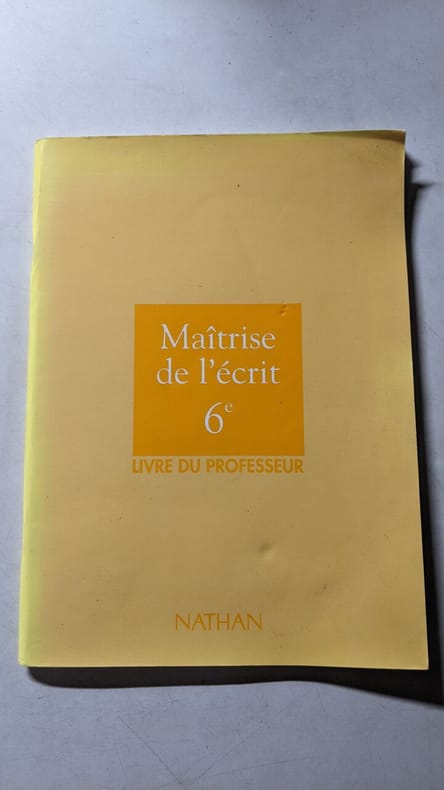 Maîtrise
de l'écrit
6e
LIVRE DU PROFESSEUR
NATHAN